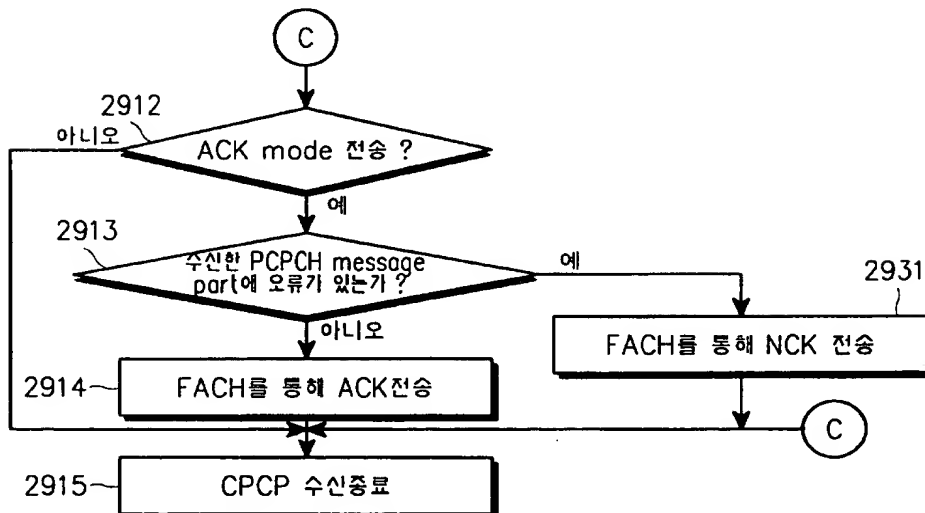 C
2912
아니오
ACK mode 전송 ?
예
2913
수신한 PCPCH message
part에 오류가 있는가 ?
예
2931
아니오
FACH를 통해 NCK 전송
2914
FACH를 통해 ACK전송
C
2915
CPCP 수신종료